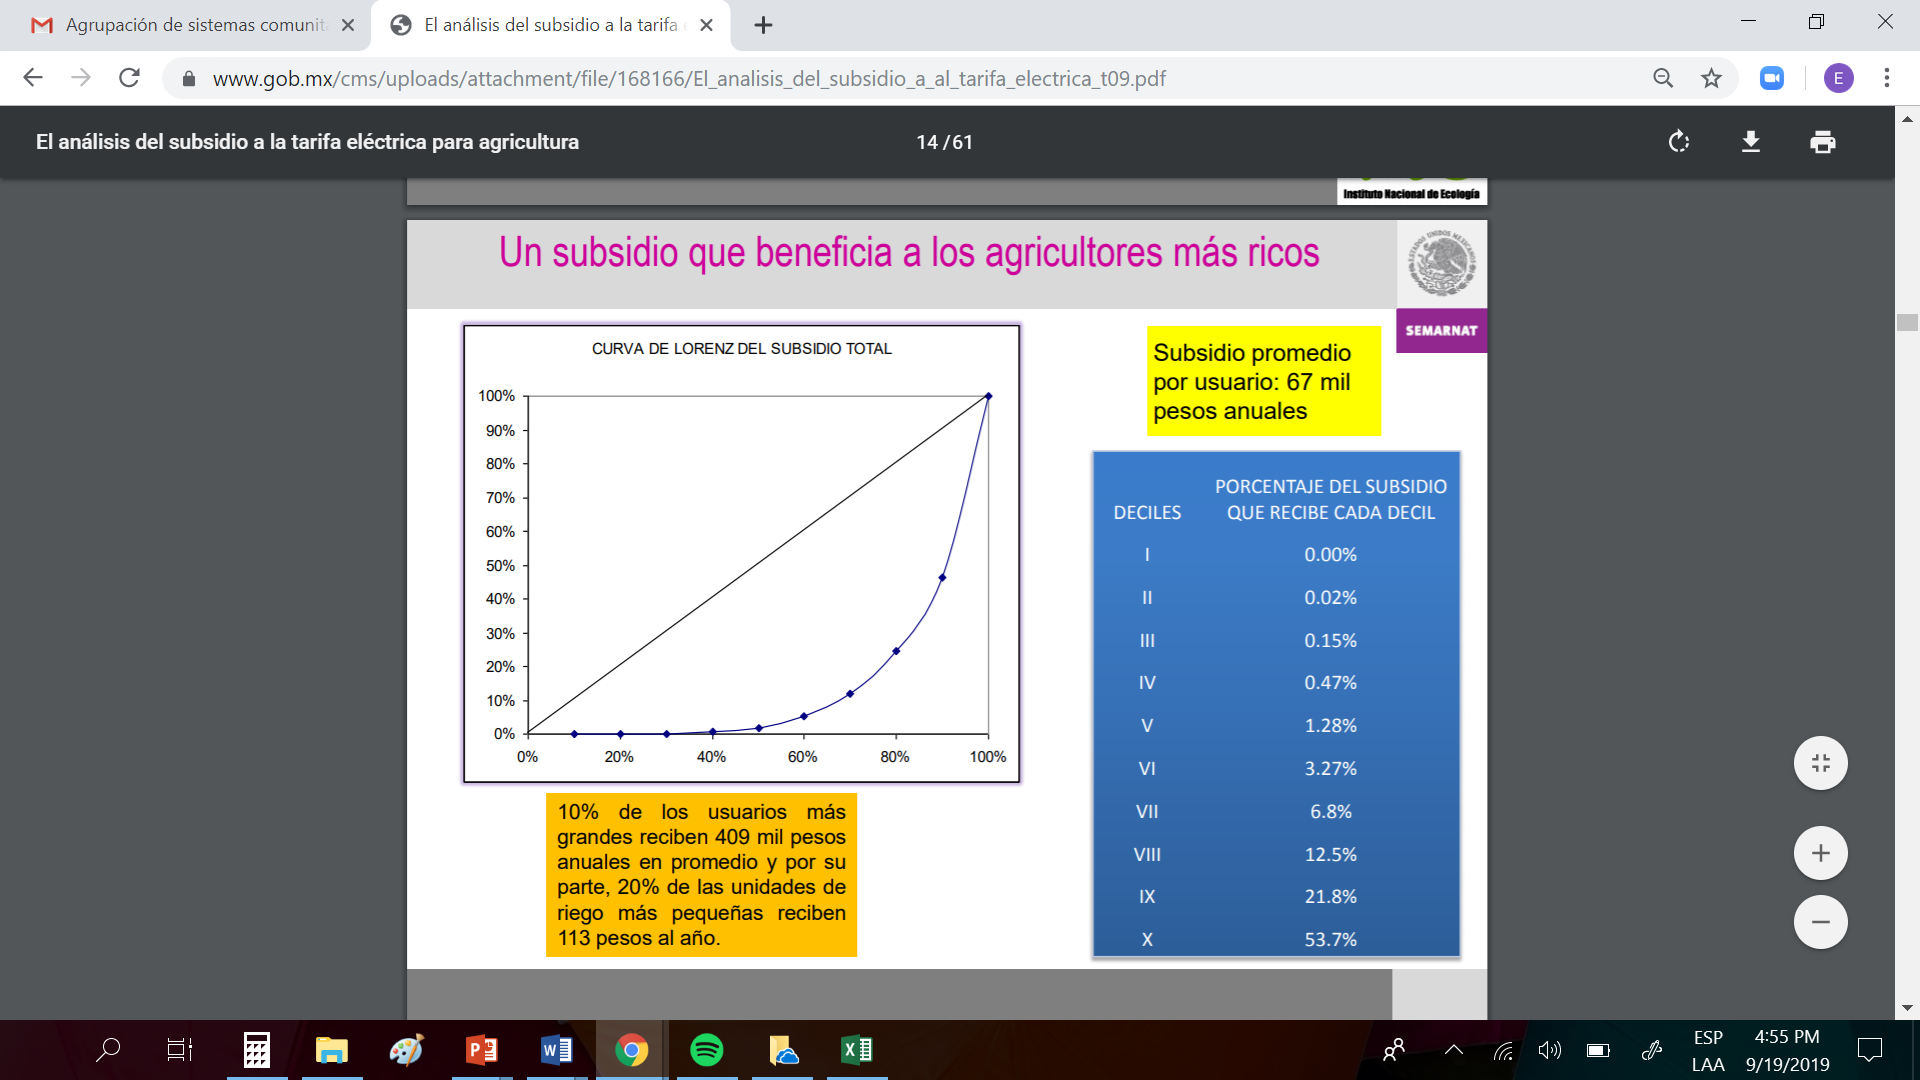 Agrupación de sistemas comunit
El análisis del subsidio a la tarifa
www.gob.mx/cms/uploads/attachment/file/168166/El_analisis_del_subsidio_a_al_tarifa_electrica_t09.pdf
E
El análisis del subsidio a la tarifa eléctrica para agricultura
14 / 61
Instituto Nacional de Ecología
Un subsidio que beneficia a los agricultores más ricos
ESTADOS UNIDOS MEXICANOS
SEMARNAT
CURVA DE LORENZ DEL SUBSIDIO TOTAL
100%
90%
80%
70%
60%
50%
40%
30%
20%
10%
0%
0% 20% 40% 60% 80% 100%
Subsidio promedio
por usuario: 67 mil
pesos anuales
10% de los usuarios más
grandes reciben 409 mil pesos
anuales en promedio y por su
parte, 20% de las unidades de
riego más pequeñas reciben
113 pesos al año.
PORCENTAJE DEL SUBSIDIO
DECILES QUE RECIBE CADA DECIL
I 0.00%
II 0.02%
III 0.15%
IV 0.47%
V 1.28%
VI 3.27%
VII 6.8%
VIII 12.5%
IX 21.8%
X 53.7%
ESP
LAA
4:55 PM
9/19/2019